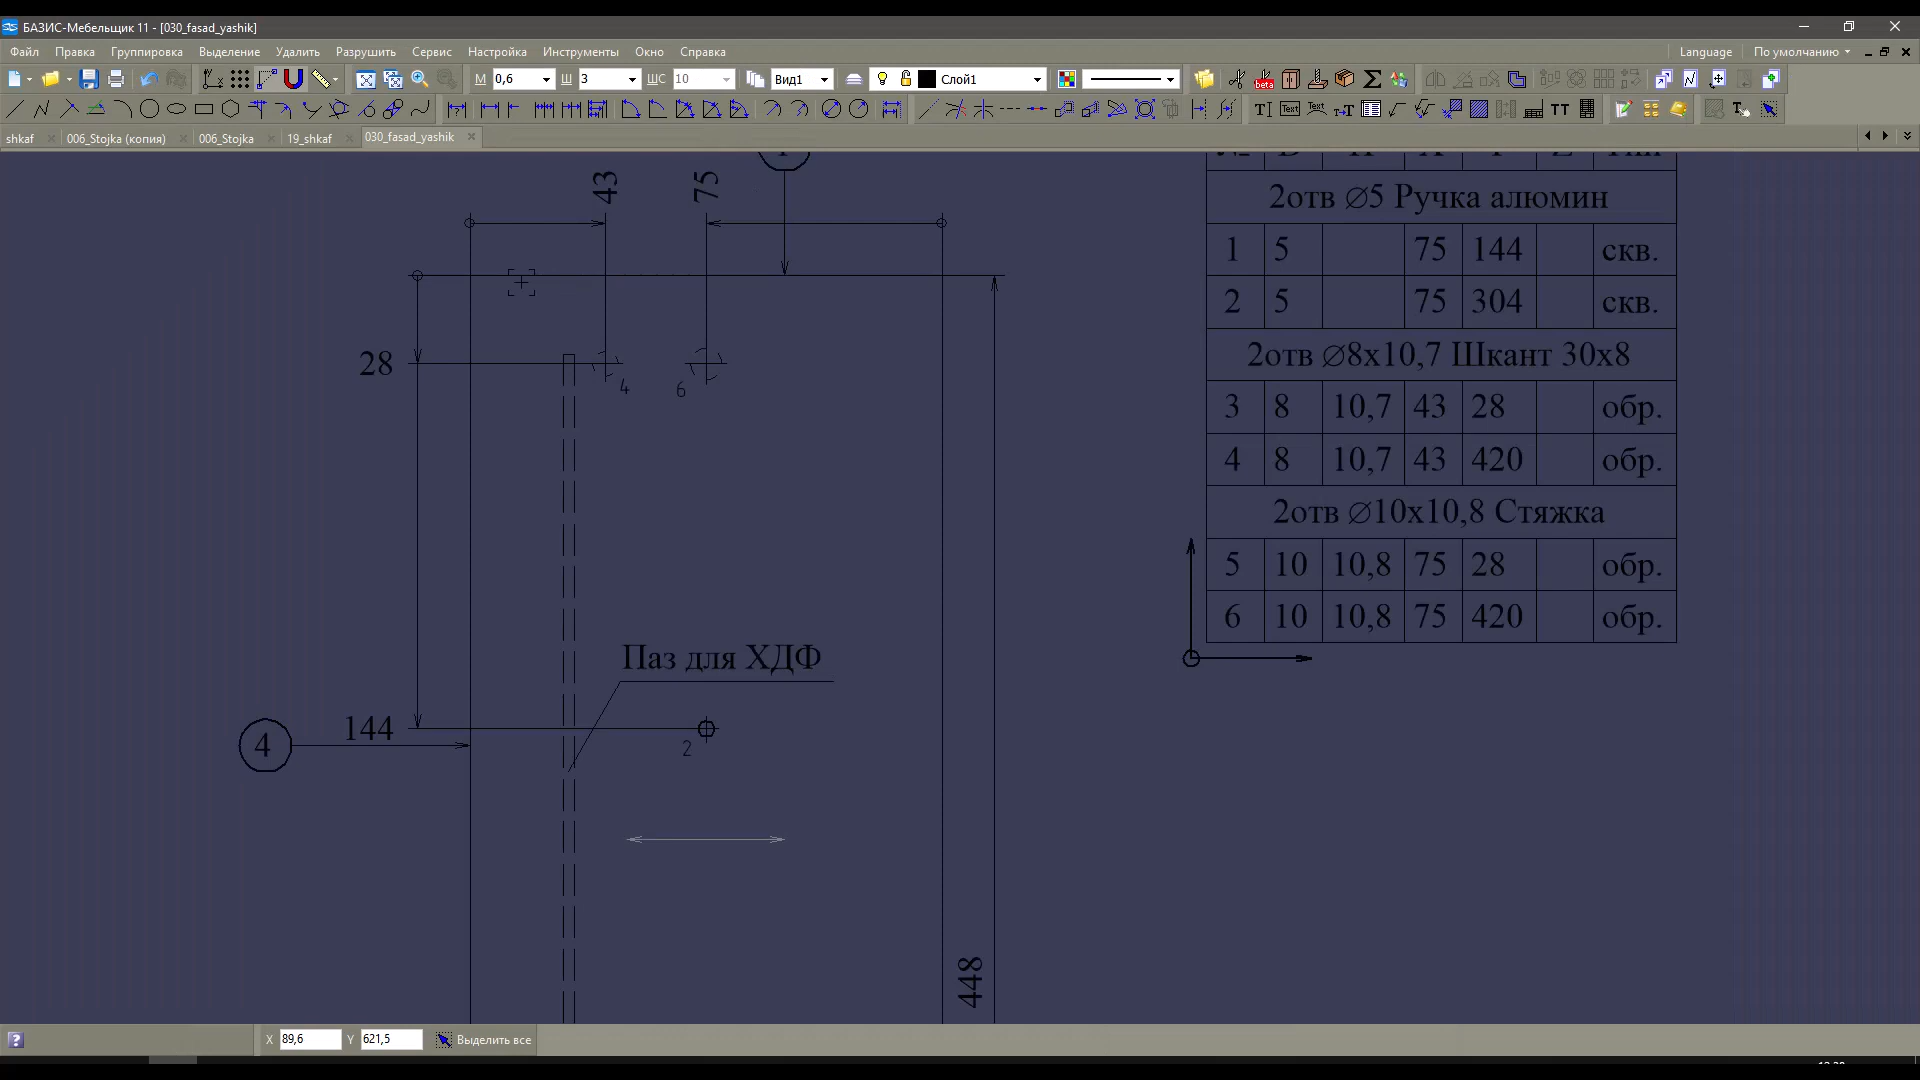 БАЗИС-Мебельщик 11 - [030_fasad_yashik]
Файл Правка Группировка Выделение Удалить Разрушить Сервис Настройка Инструменты Окно Справка Language По умолчанию
М 0,6 Ш 3 ШС 10 Вид1 Слой1
beta
Text Text TT
shkaf 006_Stojka (копия) 006_Stojka 19_shkaf 030_fasad_yashik
43 75
28
4
6
Паз для ХДФ
4 144
2
448
2отв ∅5 Ручка алюмин
1 5 75 144 скв.
2 5 75 304 скв.
2отв ∅8х10,7 Шкант 30х8
3 8 10,7 43 28 обр.
4 8 10,7 43 420 обр.
2отв ∅10х10,8 Стяжка
5 10 10,8 75 28 обр.
6 10 10,8 75 420 обр.
X 89,6 Y 621,5 Выделить все